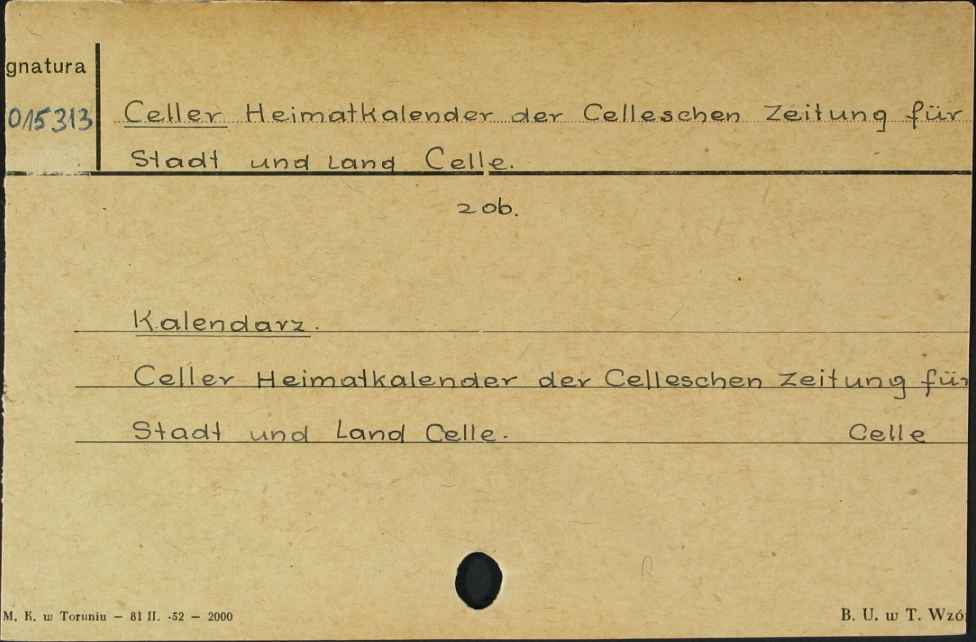 gnatura
015313 Celler Heimatkalender der Celleschen Zeitung für
Stadt und Land Celle.
2 ob.
Kalendarz.
Celler Heimatkalender der Celleschen Zeitung für
Stadt und Land Celle. Celle
R
M. K. w Toruniu — 81 II. -52 — 2000
B. U. w T. Wzó